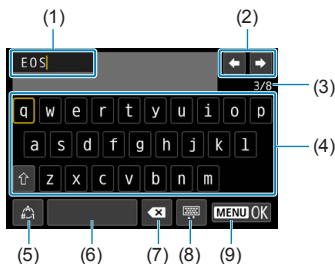 (1) (2)
EOS
3/8 (3)
q w e r t y u i o p
a s d f g h j k l (4)
z x c v b n m
MENU OK
(5) (6) (7) (8) (9)